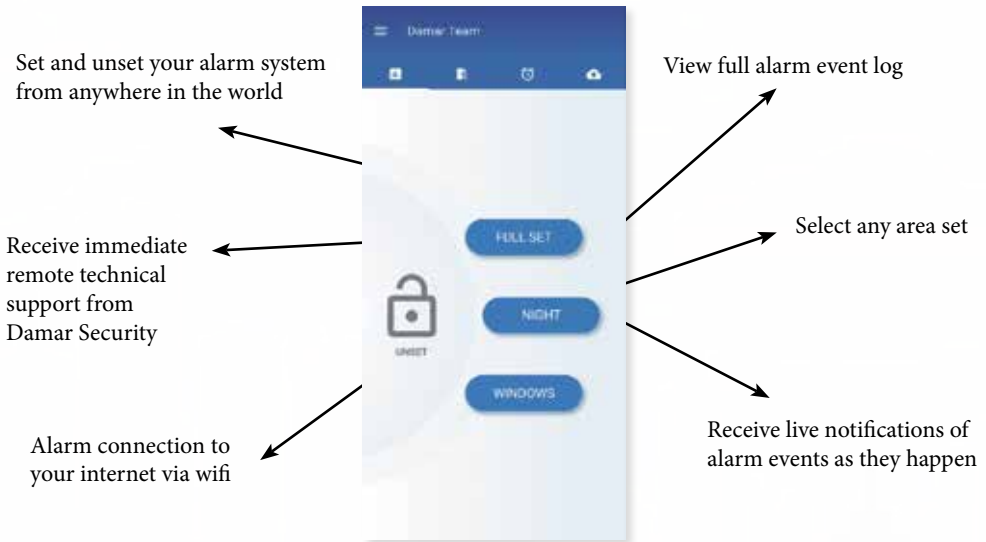 Damar Team
Set and unset your alarm system
from anywhere in the world
View full alarm event log
FULL SET
Select any area set
Receive immediate
remote technical
support from
Damar Security
NIGHT
UNSET
WINDOWS
Alarm connection to
your internet via wifi
Receive live notifications of
alarm events as they happen